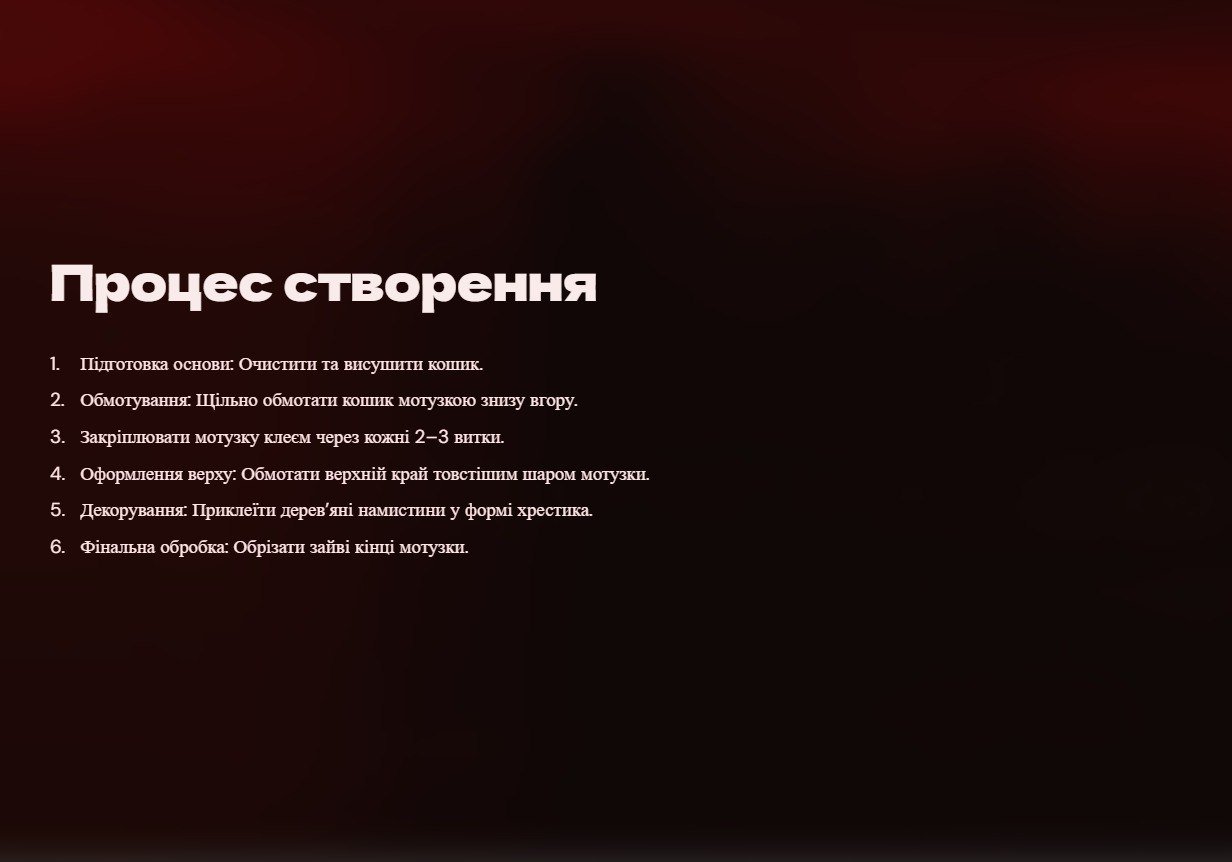 Процес створення
1. Підготовка основи: Очистити та висушити кошик.
2. Обмотування: Щільно обмотати кошик мотузкою знизу вгору.
3. Закріплювати мотузку клеєм через кожні 2–3 витки.
4. Оформлення верху: Обмотати верхній край товстішим шаром мотузки.
5. Декорування: Приклеїти дерев’яні намистини у формі хрестика.
6. Фінальна обробка: Обрізати зайві кінці мотузки.